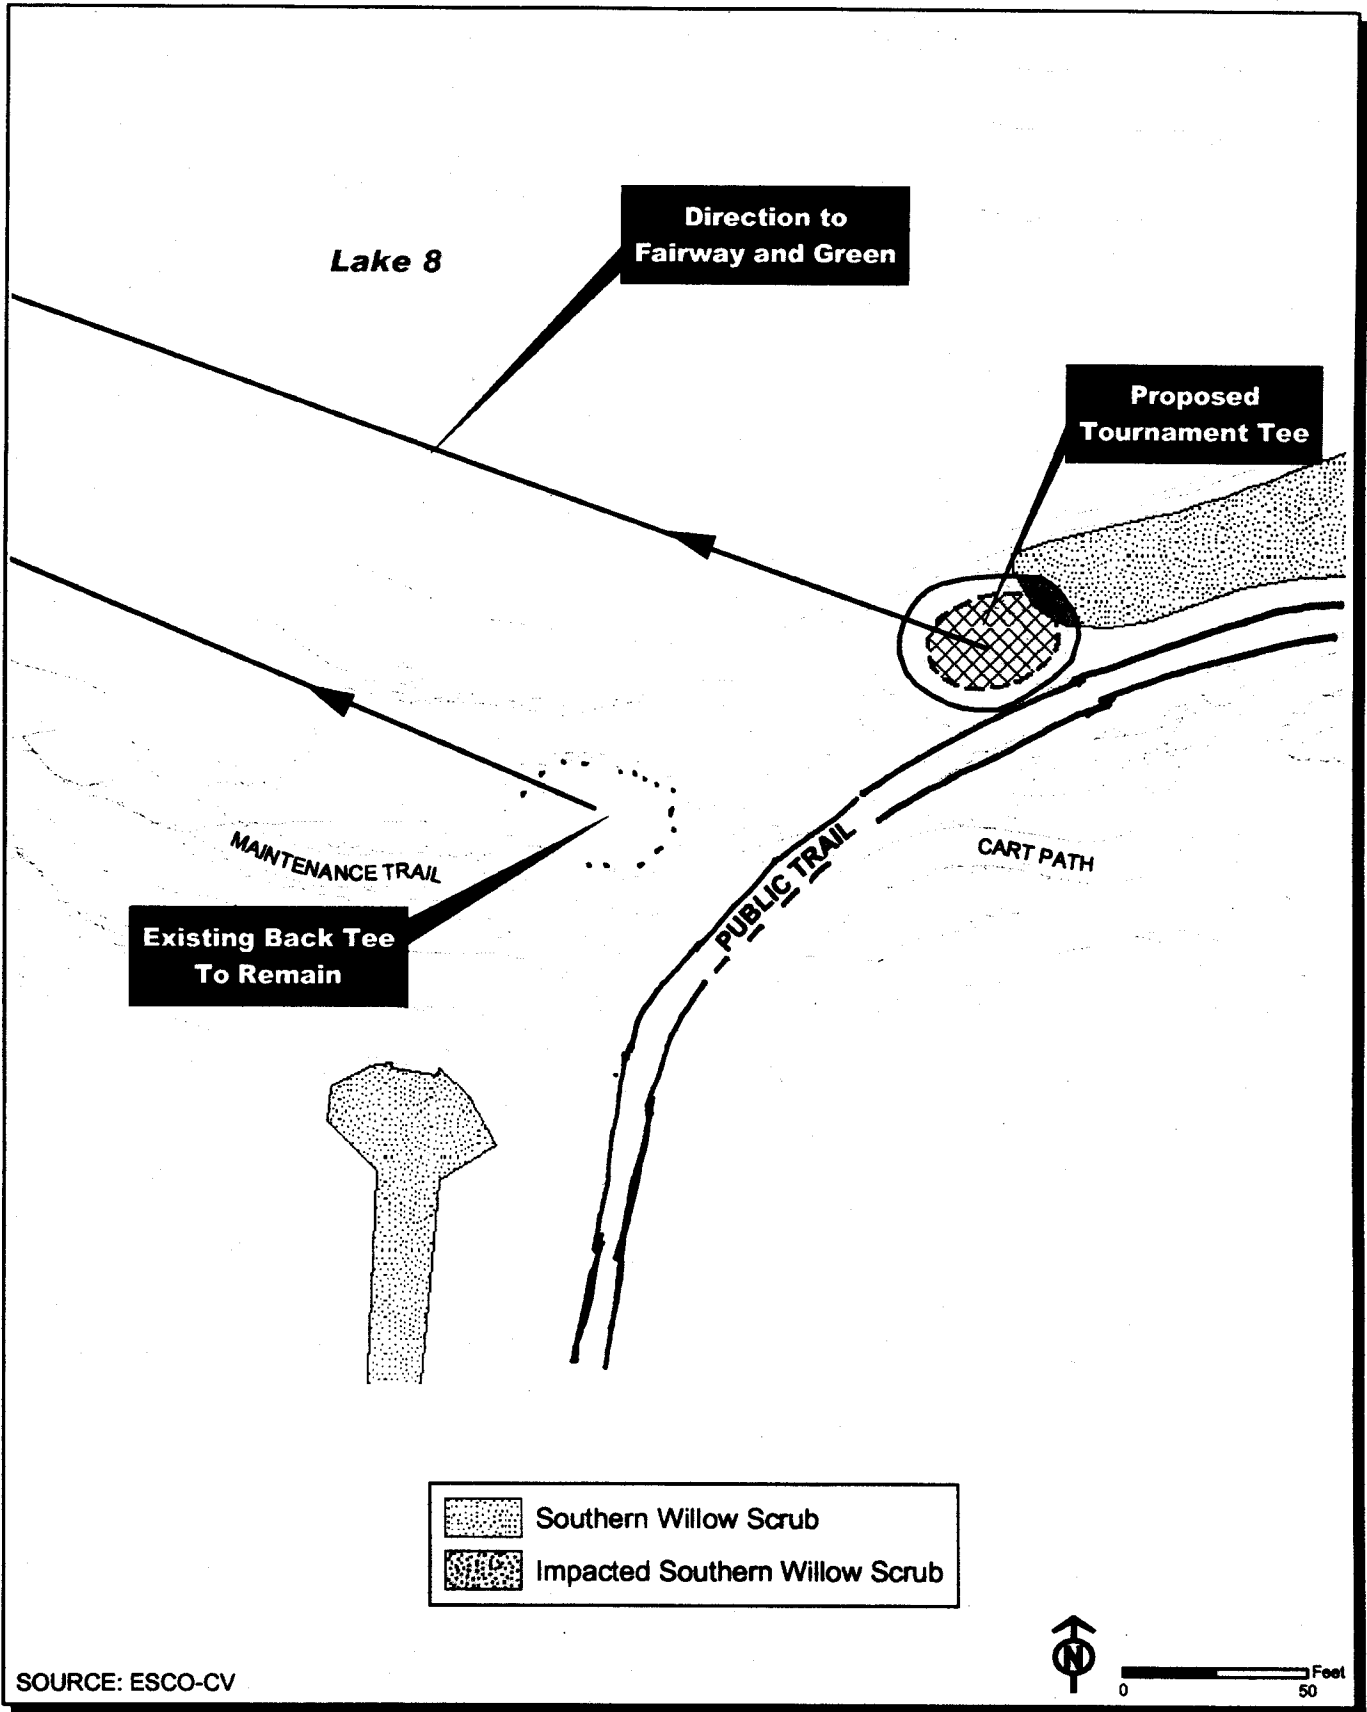 Direction to
Fairway and Green
Lake 8
Proposed
Tournament Tee
MAINTENANCE TRAIL
PUBLIC TRAIL
CART PATH
Existing Back Tee
To Remain
Southern Willow Scrub
Impacted Southern Willow Scrub
N
Feet
0 50
SOURCE: ESCO-CV